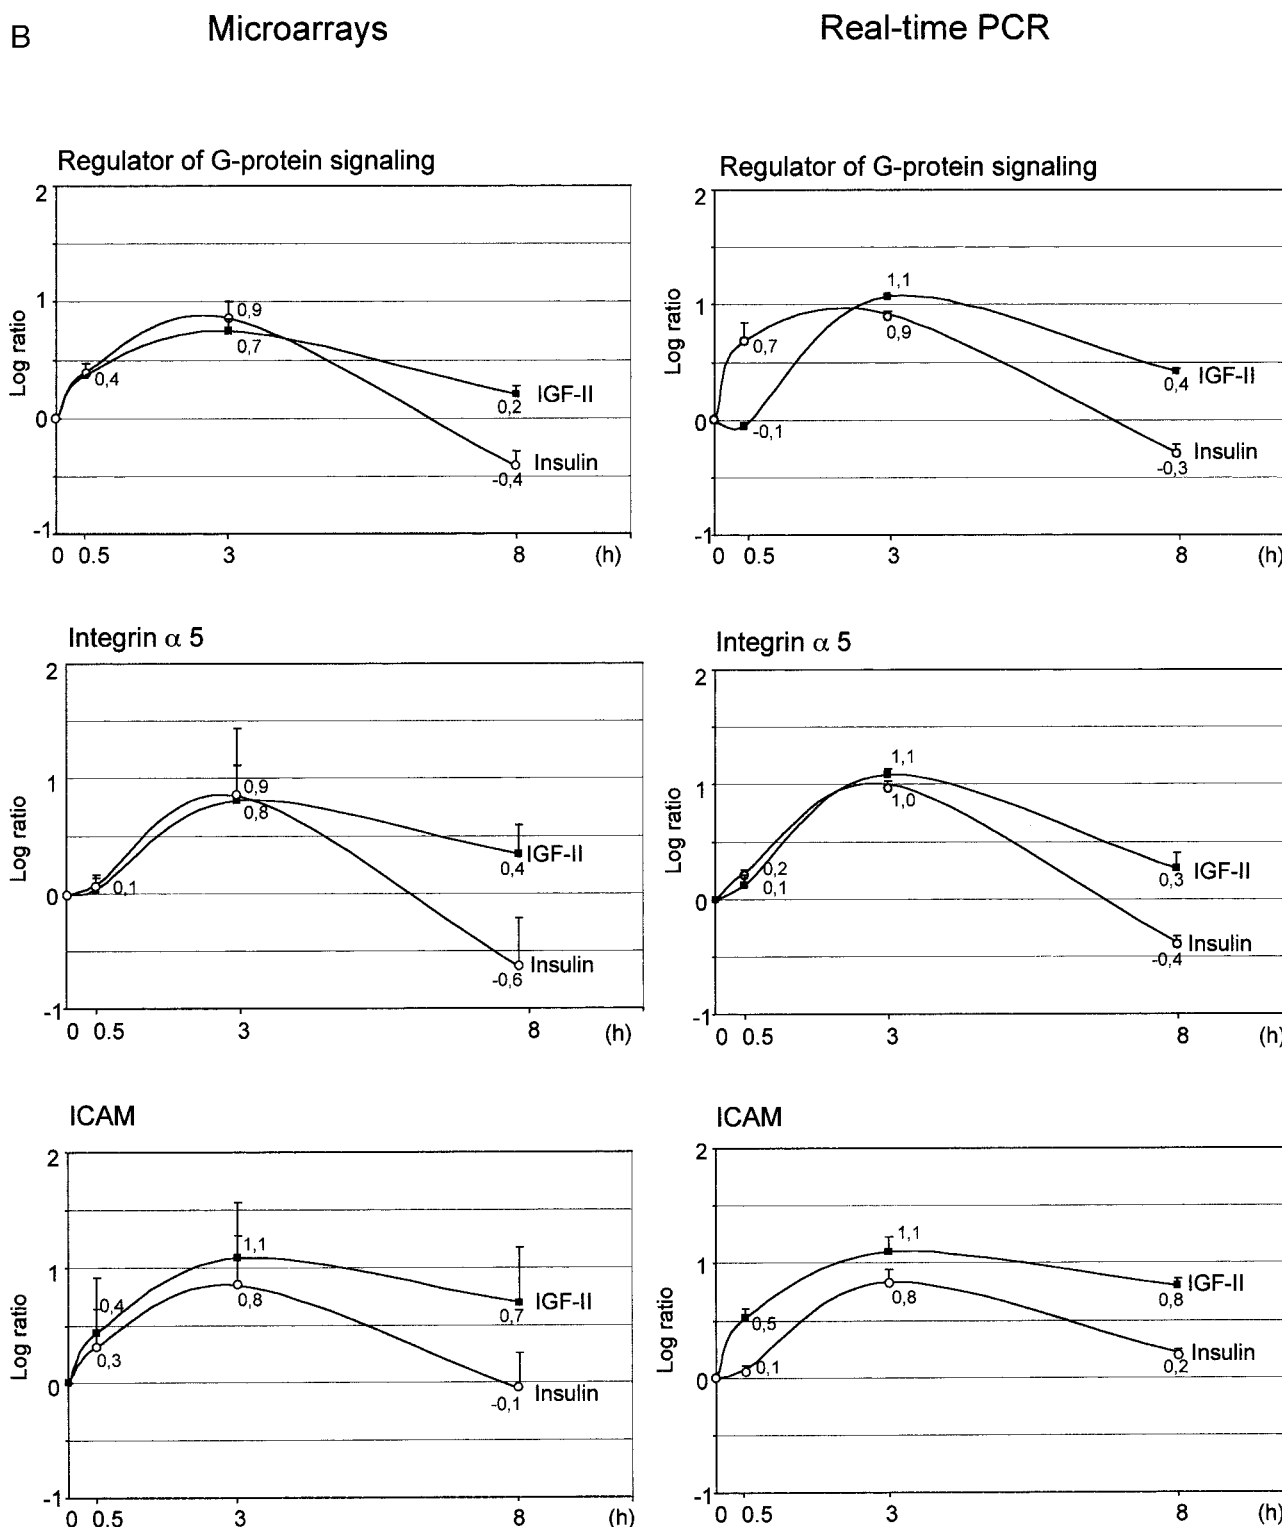 B Microarrays Real-time PCR
Regulator of G-protein signaling
2
1
0
-1
Log ratio
0,4
0,9
0,7
0,2
-0,4
IGF-II
Insulin
0 0.5 3 8 (h)
Regulator of G-protein signaling
2
1
0
-1
Log ratio
0,7
-0,1
1,1
0,9
0,4
-0,3
IGF-II
Insulin
0 0.5 3 8 (h)
Integrin α 5
2
1
0
-1
Log ratio
0,1
0,9
0,8
0,4
-0,6
IGF-II
Insulin
0 0.5 3 8 (h)
Integrin α 5
2
1
0
-1
Log ratio
0,2
0,1
1,1
1,0
0,3
-0,4
IGF-II
Insulin
0 0.5 3 8 (h)
ICAM
2
1
0
-1
Log ratio
0,4
0,3
1,1
0,8
0,7
-0,1
IGF-II
Insulin
0 0.5 3 8 (h)
ICAM
2
1
0
-1
Log ratio
0,5
0,1
1,1
0,8
0,8
0,2
IGF-II
Insulin
0 0.5 3 8 (h)